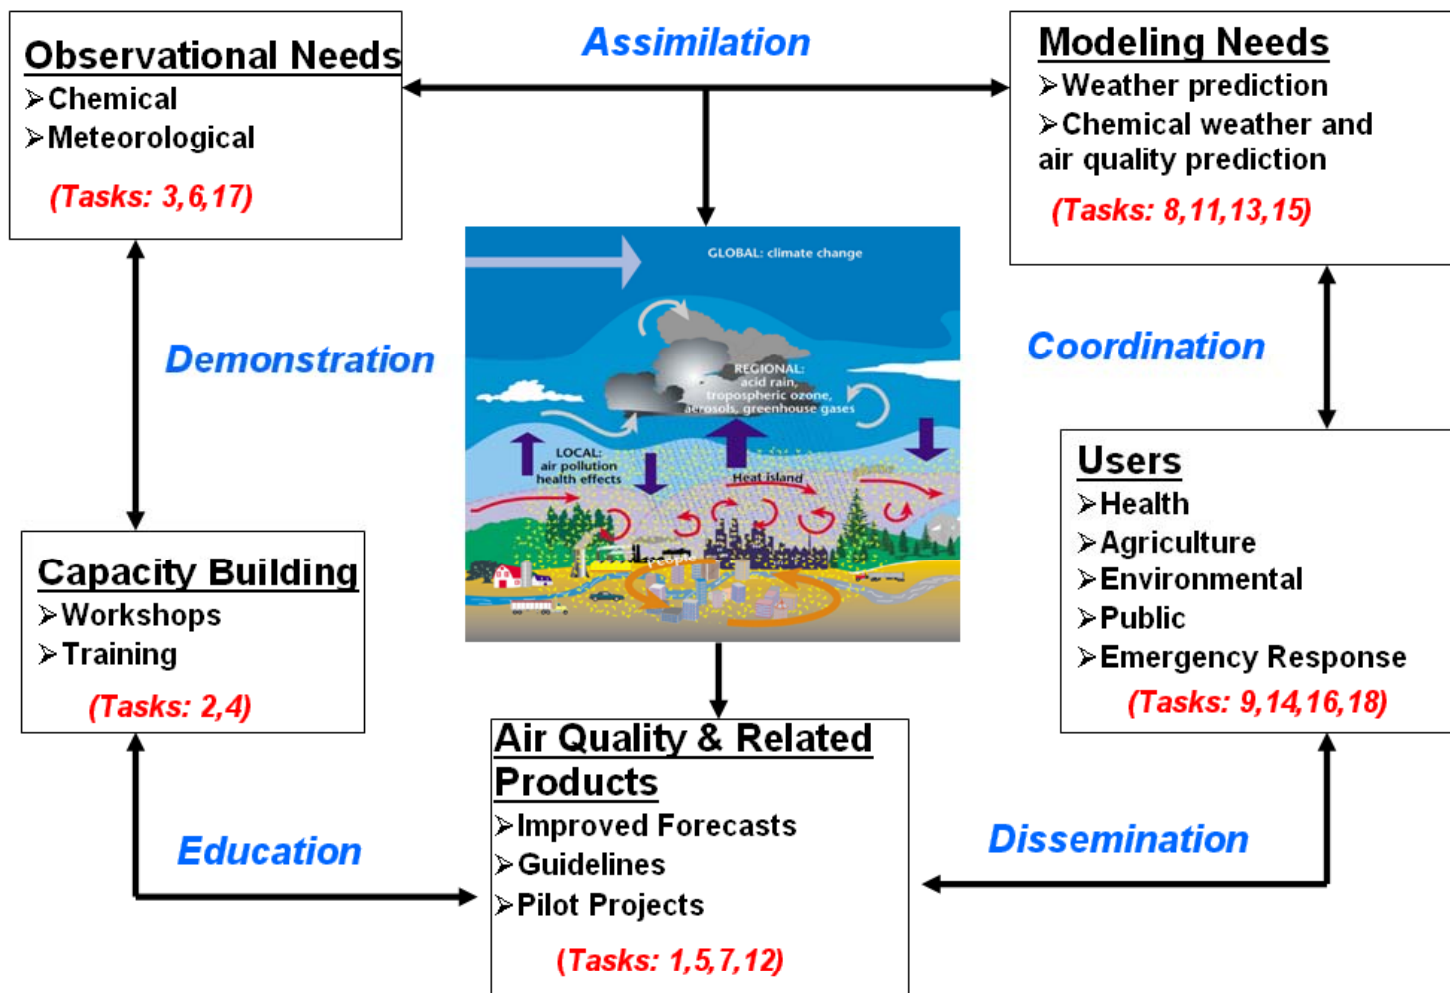 Observational Needs
➢Chemical
➢Meteorological
(Tasks: 3,6,17)
Assimilation
Modeling Needs
➢Weather prediction
➢Chemical weather and
air quality prediction
(Tasks: 8,11,13,15)
Demonstration
GLOBAL: climate change
REGIONAL:
acid rain,
tropospheric ozone,
aerosols, greenhouse gases
LOCAL:
air pollution
health effects
Heat island
People
Coordination
Capacity Building
➢Workshops
➢Training
(Tasks: 2,4)
Users
➢Health
➢Agriculture
➢Environmental
➢Public
➢Emergency Response
(Tasks: 9,14,16,18)
Education
Air Quality & Related
Products
➢Improved Forecasts
➢Guidelines
➢Pilot Projects
(Tasks: 1,5,7,12)
Dissemination